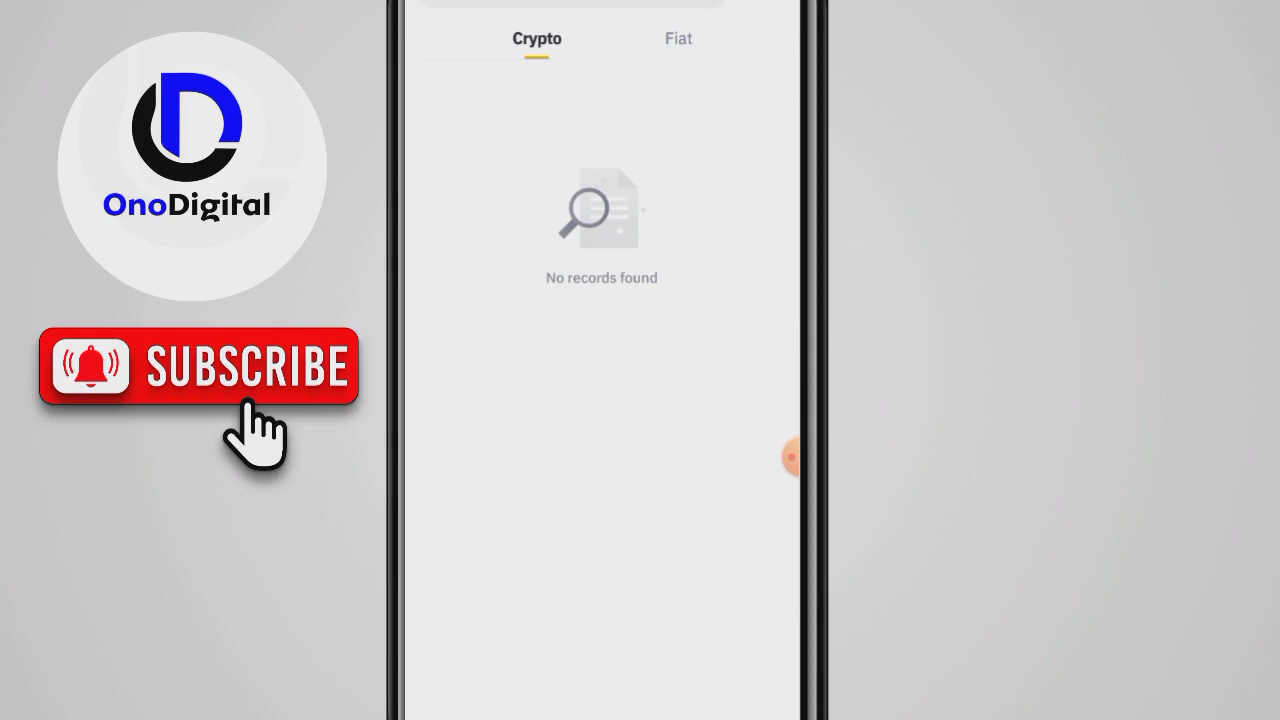 Crypto
Fiat
OnoDigital
No records found
SUBSCRIBE